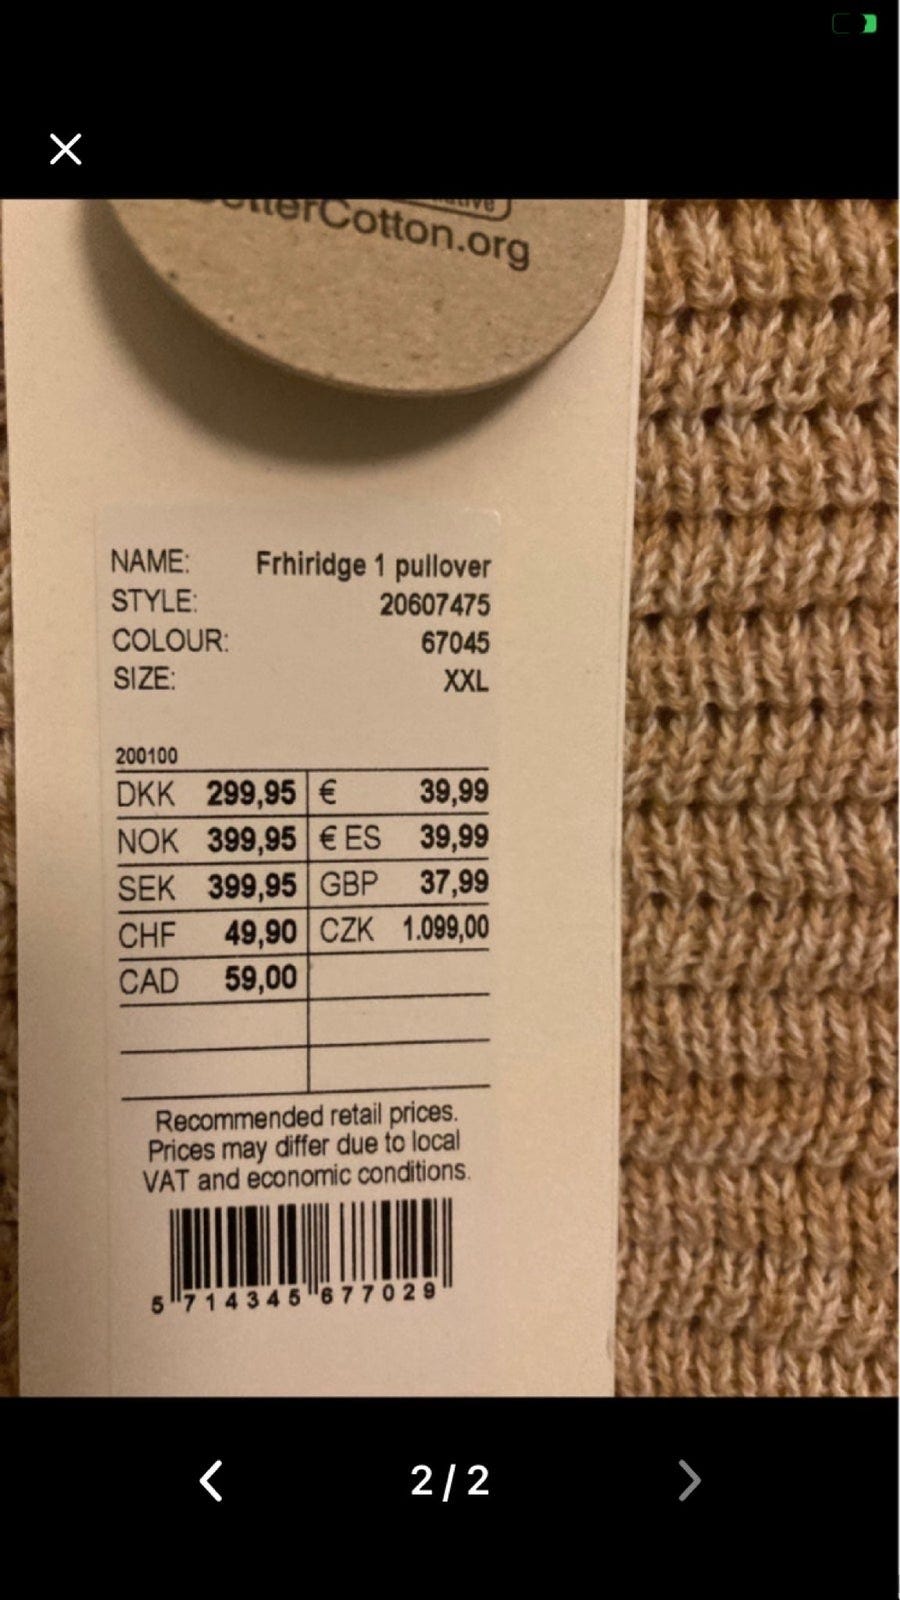 Cotton.org
NAME: Frhiridge 1 pullover
STYLE: 20607475
COLOUR: 67045
SIZE: XXL
200100
DKK 299,95 € 39,99
NOK 399,95 € ES 39,99
SEK 399,95 GBP 37,99
CHF 49,90 CZK 1.099,00
CAD 59,00
Recommended retail prices.
Prices may differ due to local
VAT and economic conditions.
5 714345 677029
2 / 2